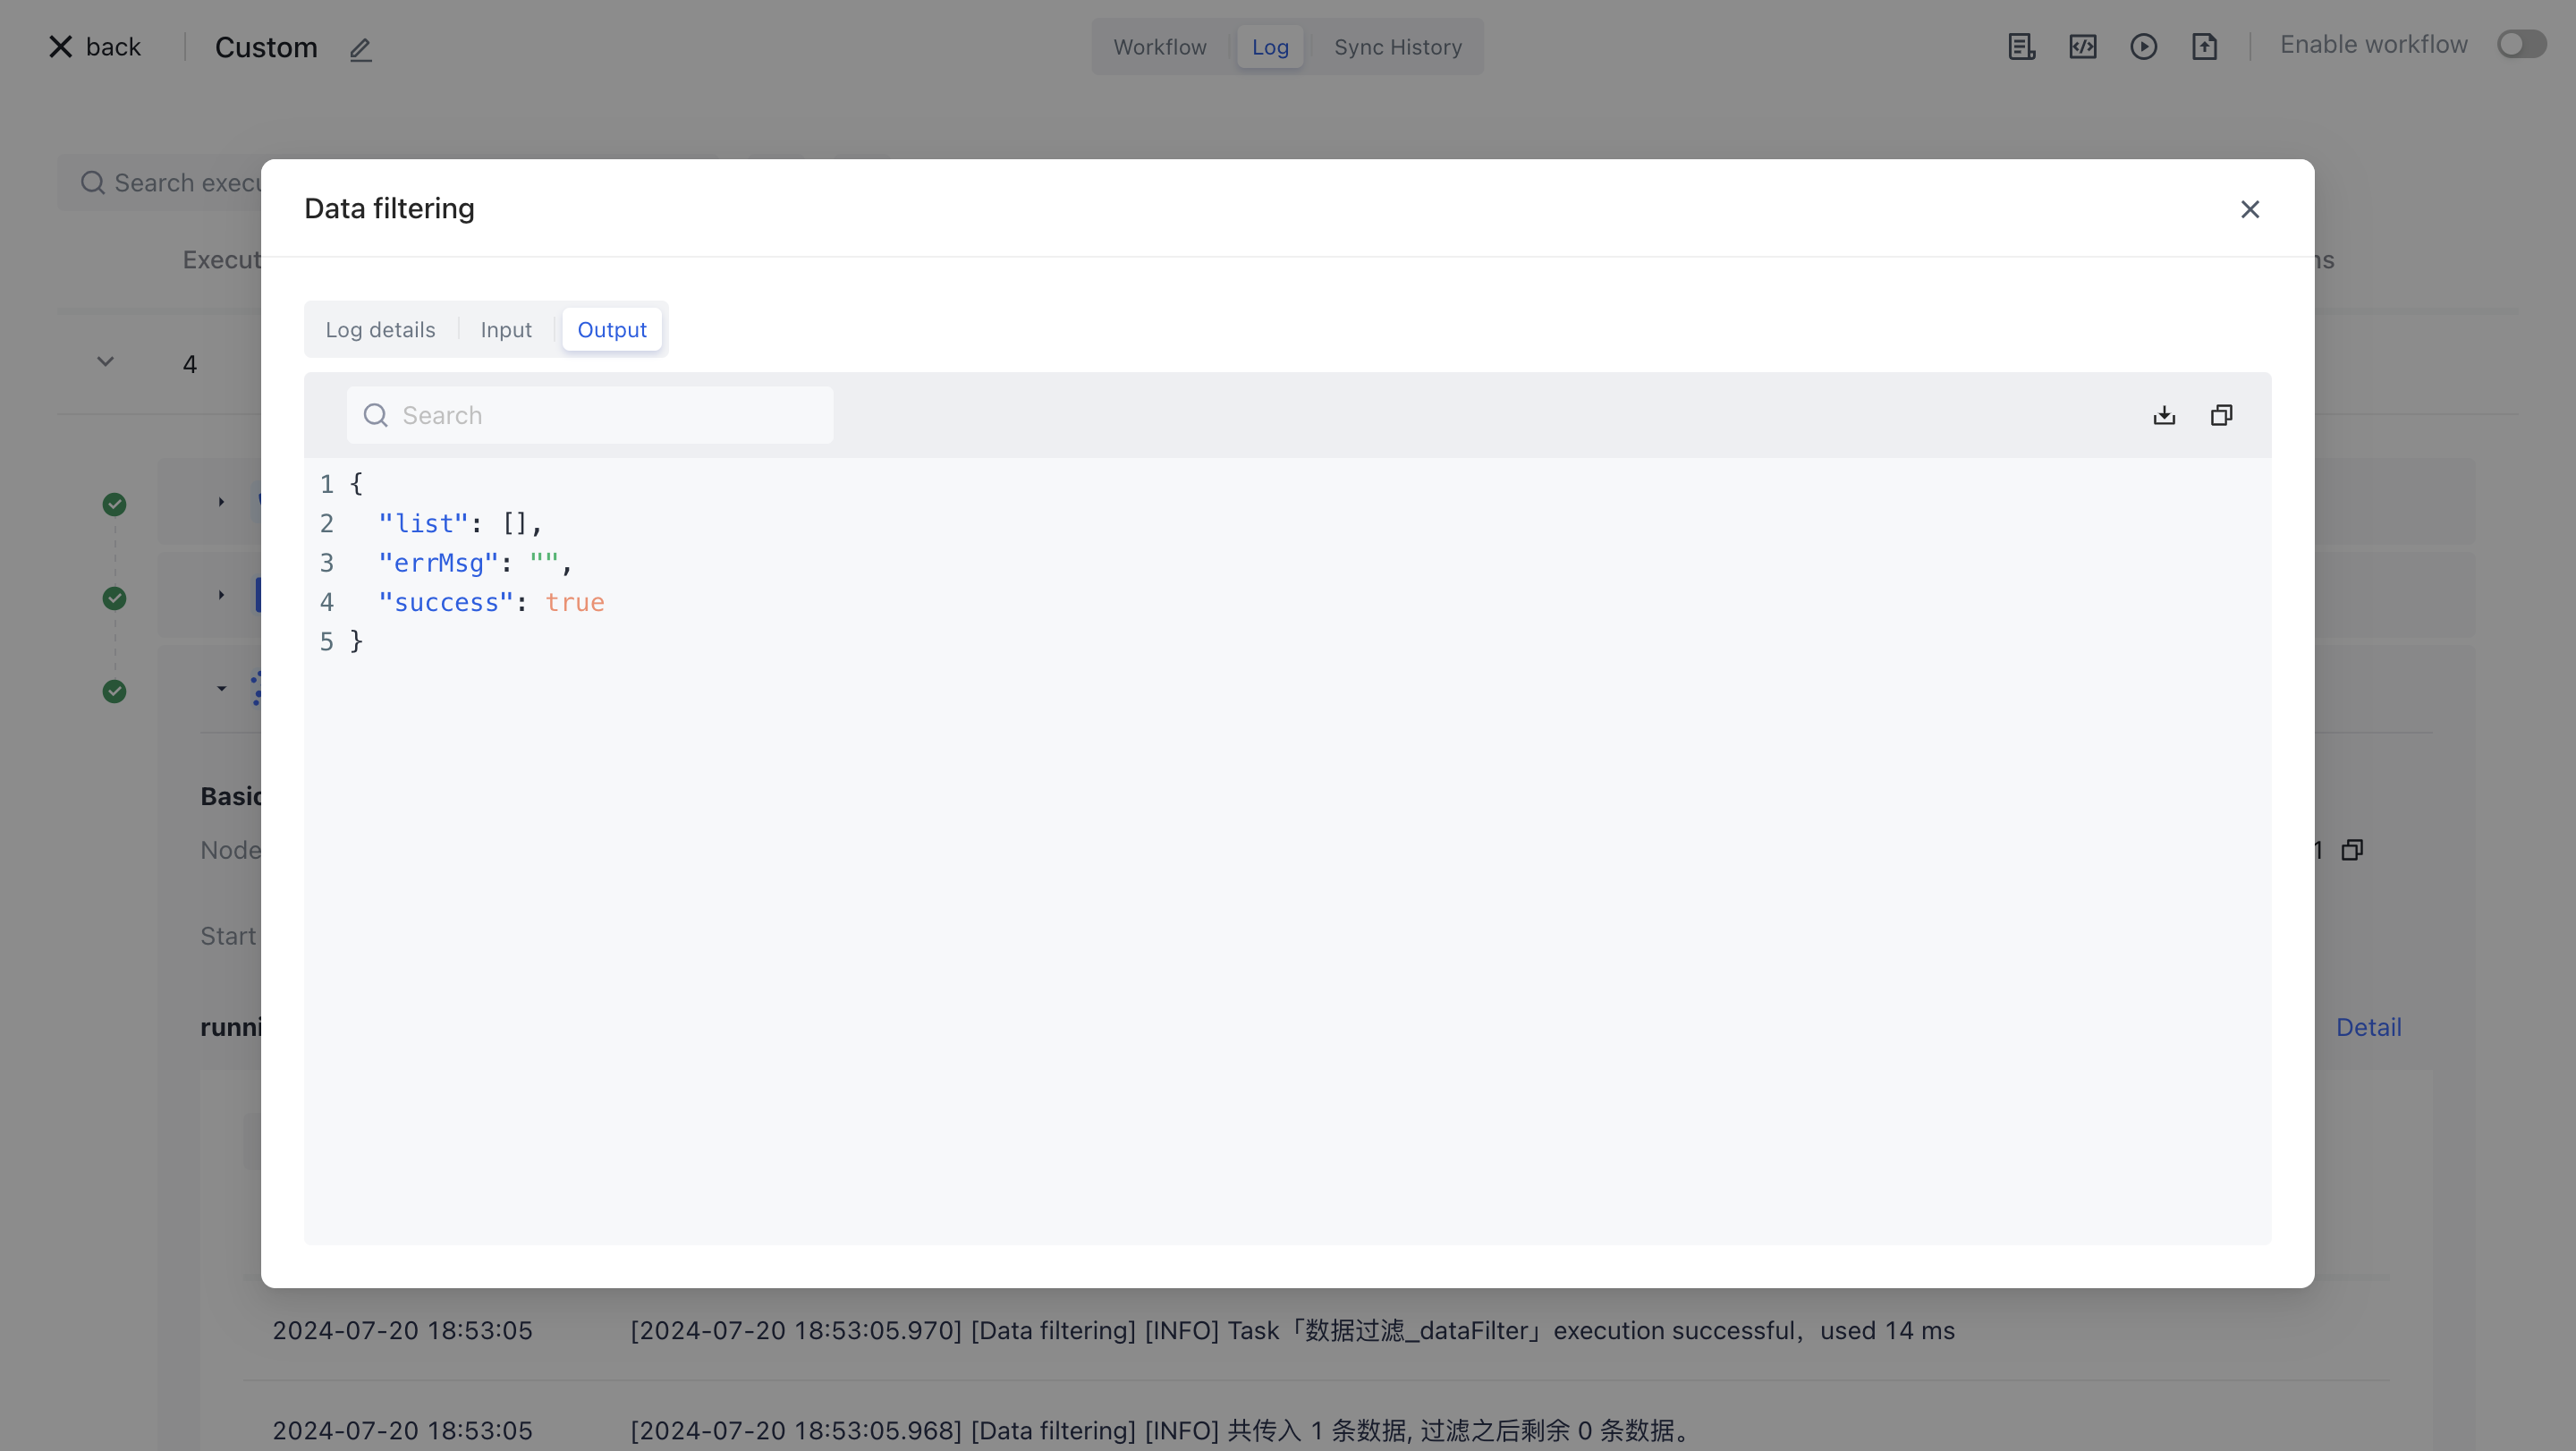 back
Custom
Workflow
Log
Sync History
Enable workflow
Search execu
Execut
ns
4
Data filtering
Log details
Input
Output
Search
1 {
2 "list": [],
3 "errMsg": "",
4 "success": true
5 }
Basic
Node
1
Start
runni
Detail
2024-07-20 18:53:05 [2024-07-20 18:53:05.970] [Data filtering] [INFO] Task「数据过滤_dataFilter」execution successful，used 14 ms
2024-07-20 18:53:05 [2024-07-20 18:53:05.968] [Data filtering] [INFO] 共传入 1 条数据, 过滤之后剩余 0 条数据。